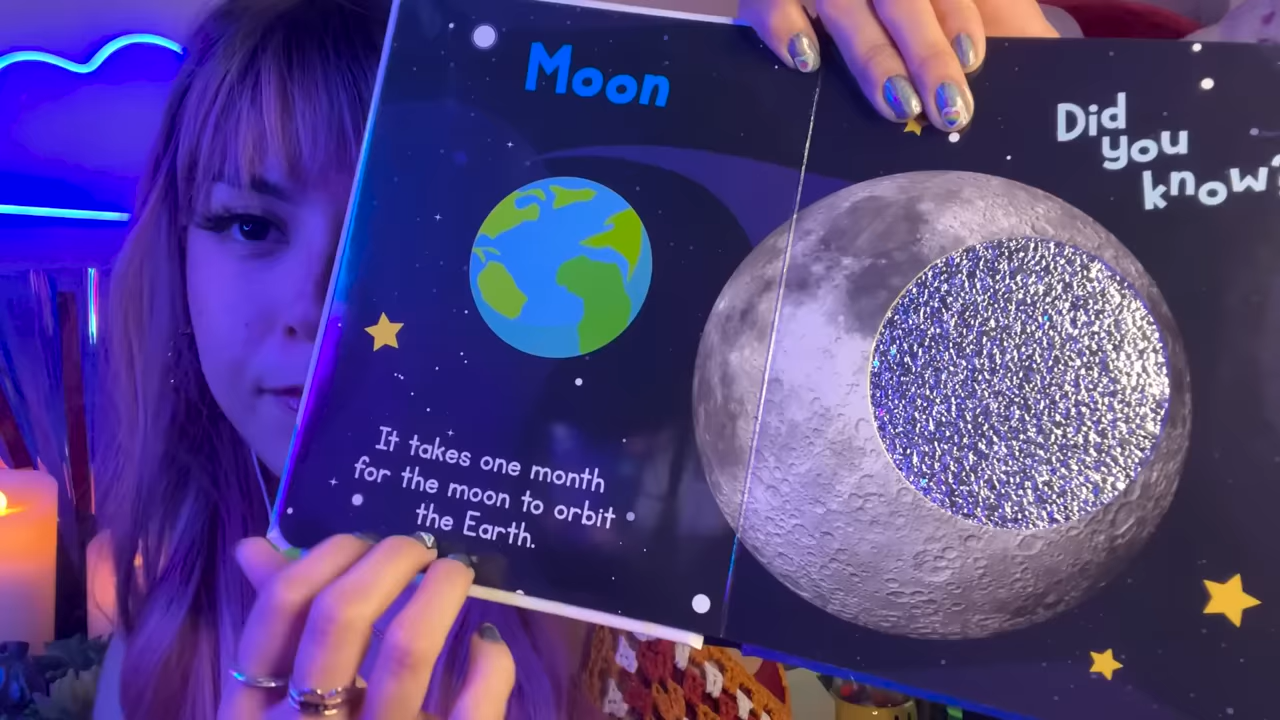 Moon
It takes one month
for the moon to orbit
the Earth.
Did
you
know?